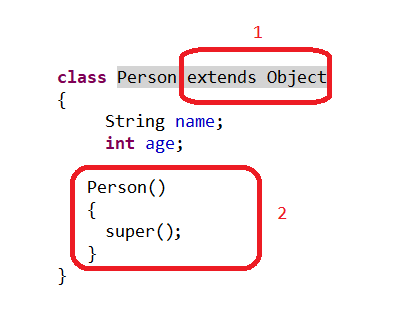 1
class Person extends Object
{
String name;
int age;
Person()
{
super();
}
2
}